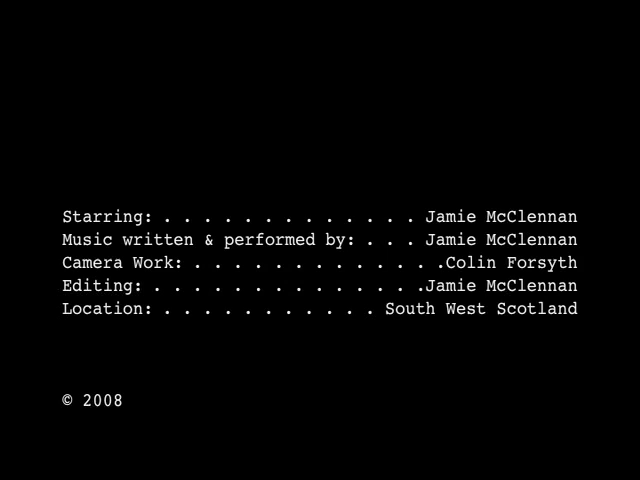 Starring: . . . . . . . . . . . . . Jamie McClennan
Music written & performed by: . . . Jamie McClennan
Camera Work: . . . . . . . . . . . . .Colin Forsyth
Editing: . . . . . . . . . . . . . .Jamie McClennan
Location: . . . . . . . . . . . South West Scotland
© 2008